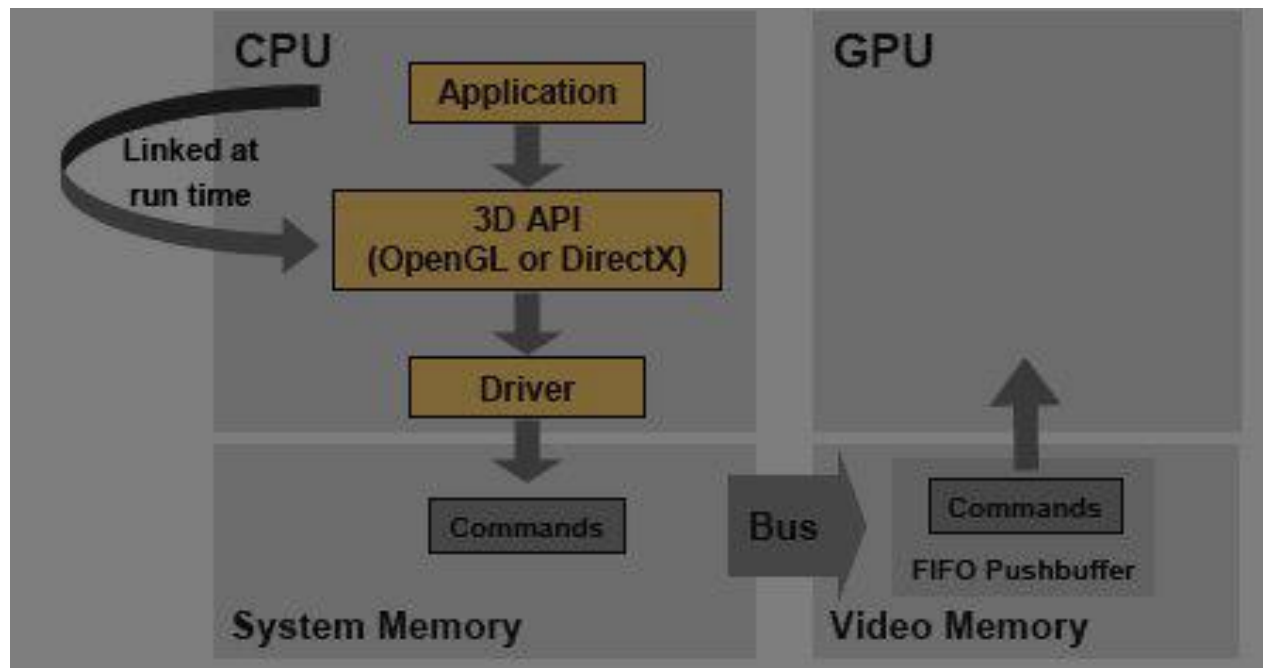 CPU
GPU
Application
Linked at
run time
3D API
(OpenGL or DirectX)
Driver
Commands
Bus
Commands
FIFO Pushbuffer
System Memory
Video Memory